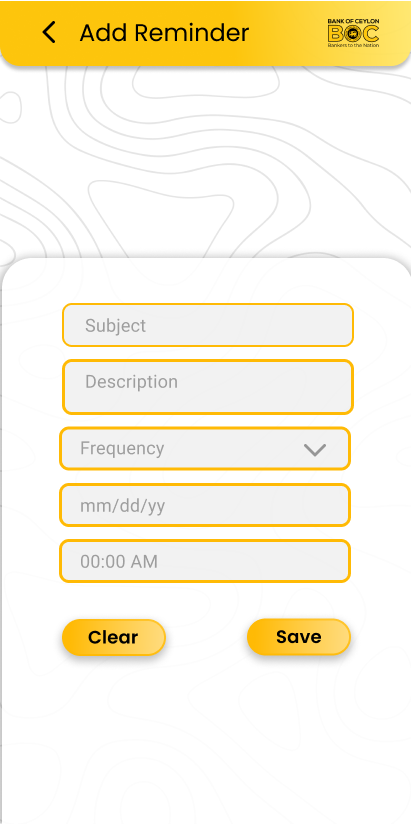 Add Reminder
BANK OF CEYLON
BOC
Bankers to the Nation
Subject
Description
Frequency
mm/dd/yy
00:00 AM
Clear
Save